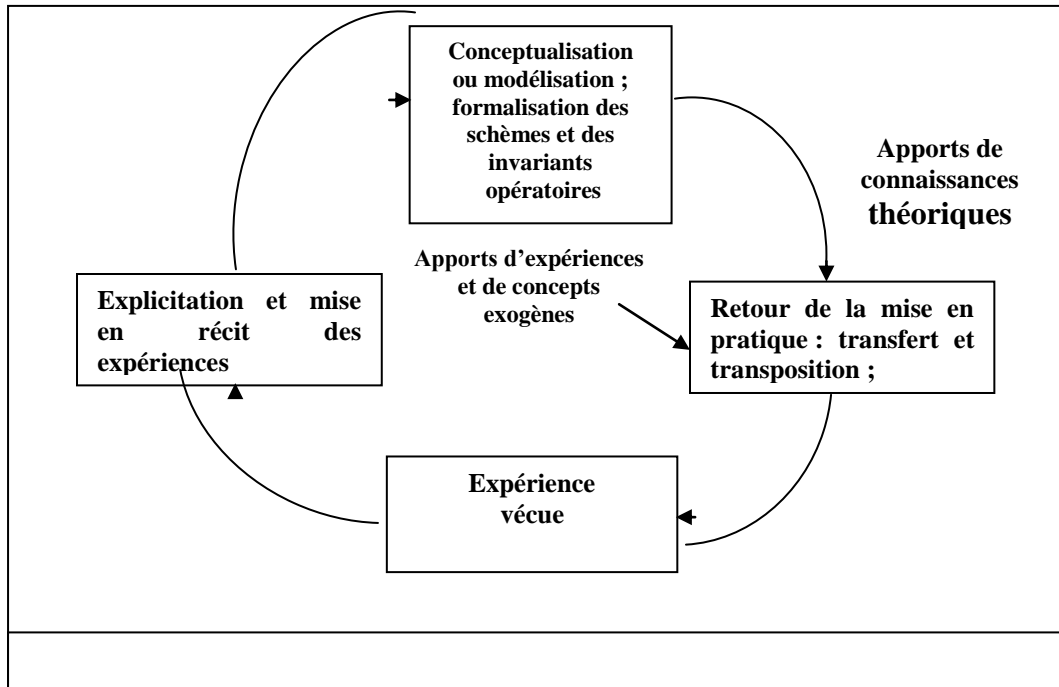 Conceptualisation
ou modélisation ;
formalisation des
schèmes et des
invariants
opératoires
Apports de
connaissances
théoriques
Apports d'expériences
et de concepts
exogènes
Explicitation et mise
en récit des
expériences
Retour de la mise en
pratique : transfert et
transposition ;
Expérience
vécue